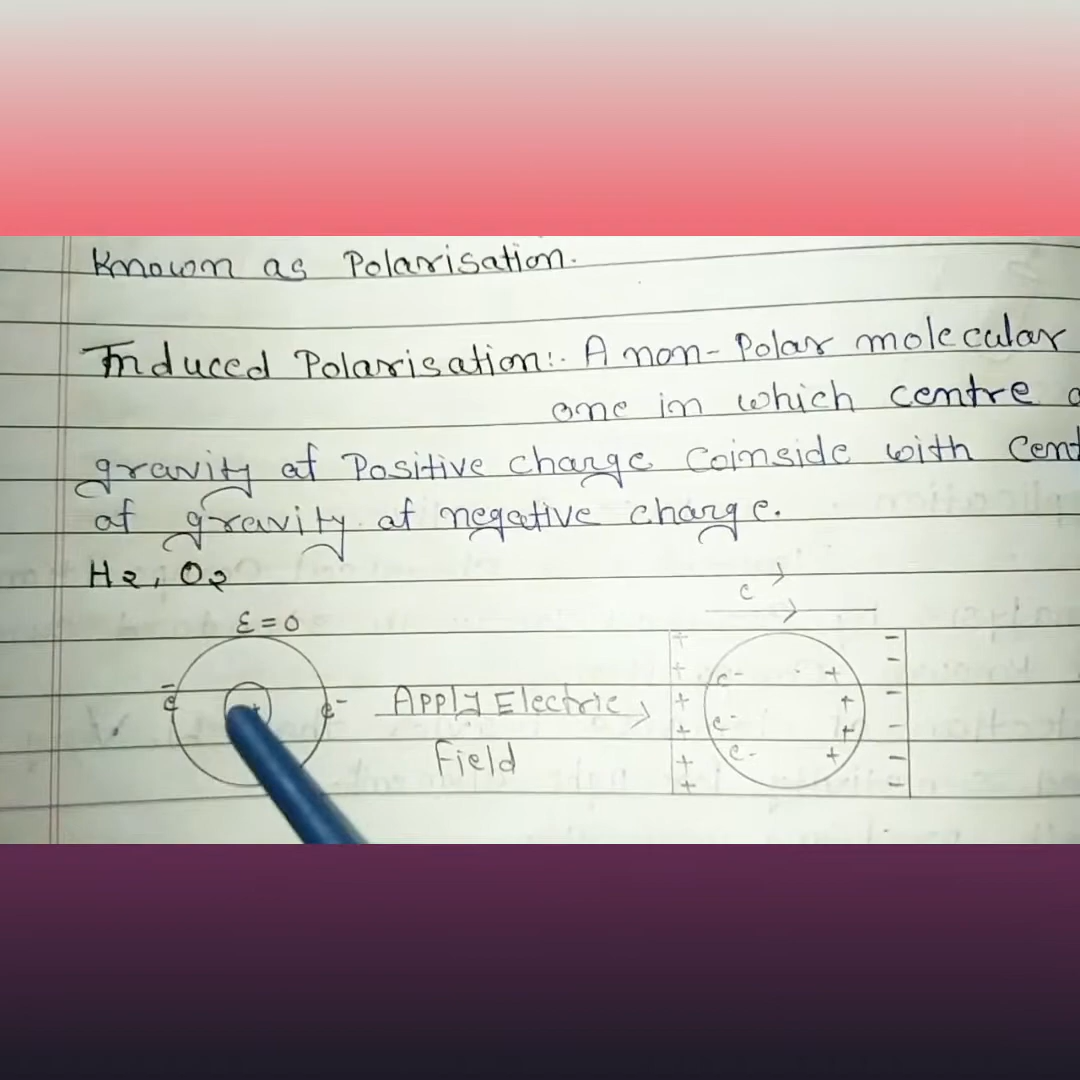 Known as Polarisation.
Induced Polarisation:- A non-Polar molecular
one in which centre
gravity of Positive charge Coinside with Cent
of gravity of negative charge.
H2, O2
ε=0
e
+ -
+ -
+ e- + -
+ e- + -
+ e- + -
+ + -
e-
+
e-
Apply Electric
Field